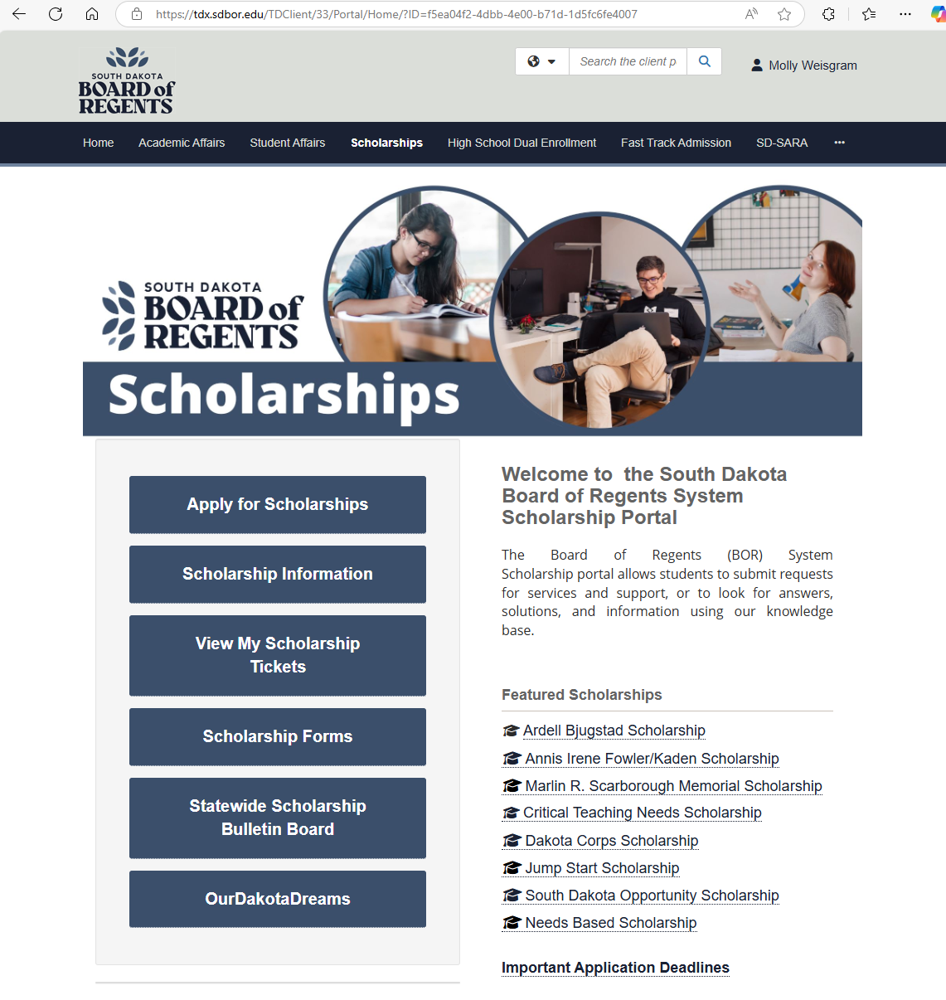 https://tdx.sdbor.edu/TDClient/33/Portal/Home/?ID=f5ea04f2-4dbb-4e00-b71d-1d5fc6fe4007
SOUTH DAKOTA
BOARD of
REGENTS
Search the client p
Molly Weisgram
Home
Academic Affairs
Student Affairs
Scholarships
High School Dual Enrollment
Fast Track Admission
SD-SARA
SOUTH DAKOTA
BOARD of
REGENTS
Scholarships
Apply for Scholarships
Scholarship Information
View My Scholarship
Tickets
Scholarship Forms
Statewide Scholarship
Bulletin Board
OurDakotaDreams
Welcome to  the South Dakota
Board of Regents System
Scholarship Portal
The Board of Regents (BOR) System
Scholarship portal allows students to submit requests
for services and support, or to look for answers,
solutions, and information using our knowledge
base.
Featured Scholarships
Ardell Bjugstad Scholarship
Annis Irene Fowler/Kaden Scholarship
Marlin R. Scarborough Memorial Scholarship
Critical Teaching Needs Scholarship
Dakota Corps Scholarship
Jump Start Scholarship
South Dakota Opportunity Scholarship
Needs Based Scholarship
Important Application Deadlines